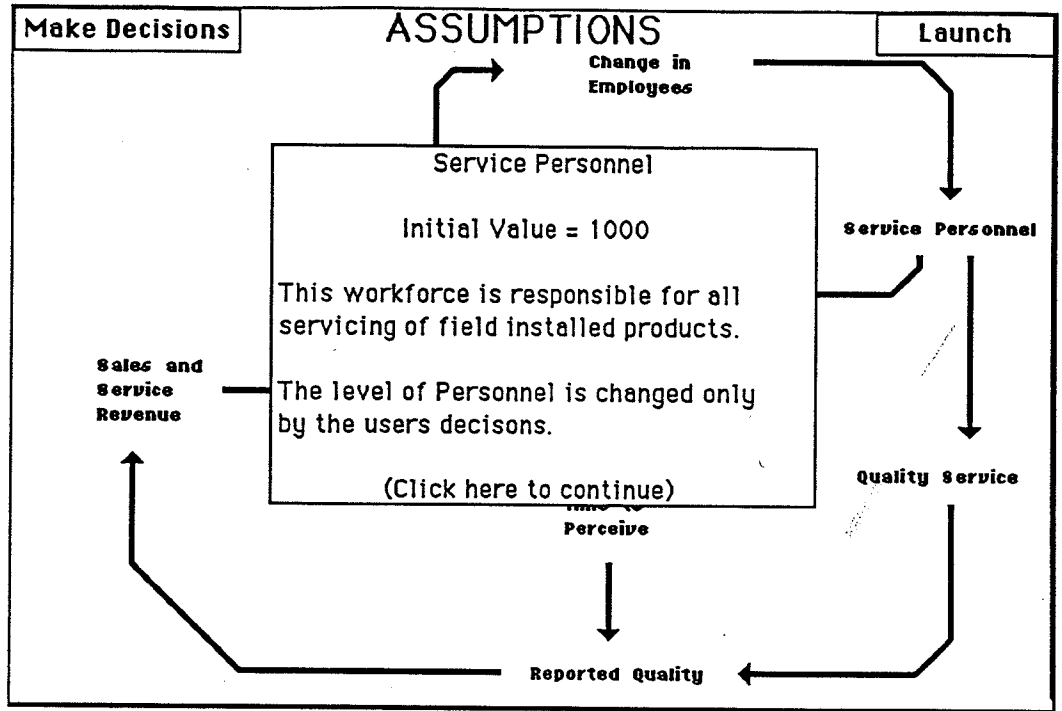 Make Decisions
ASSUMPTIONS
Launch
Change in
Employees
Service Personnel
Initial Value = 1000
This workforce is responsible for all
servicing of field installed products.
The level of Personnel is changed only
by the users decisons.
(Click here to continue)
Service Personnel
Sales and
Service
Revenue
Quality Service
Perceive
Reported Quality